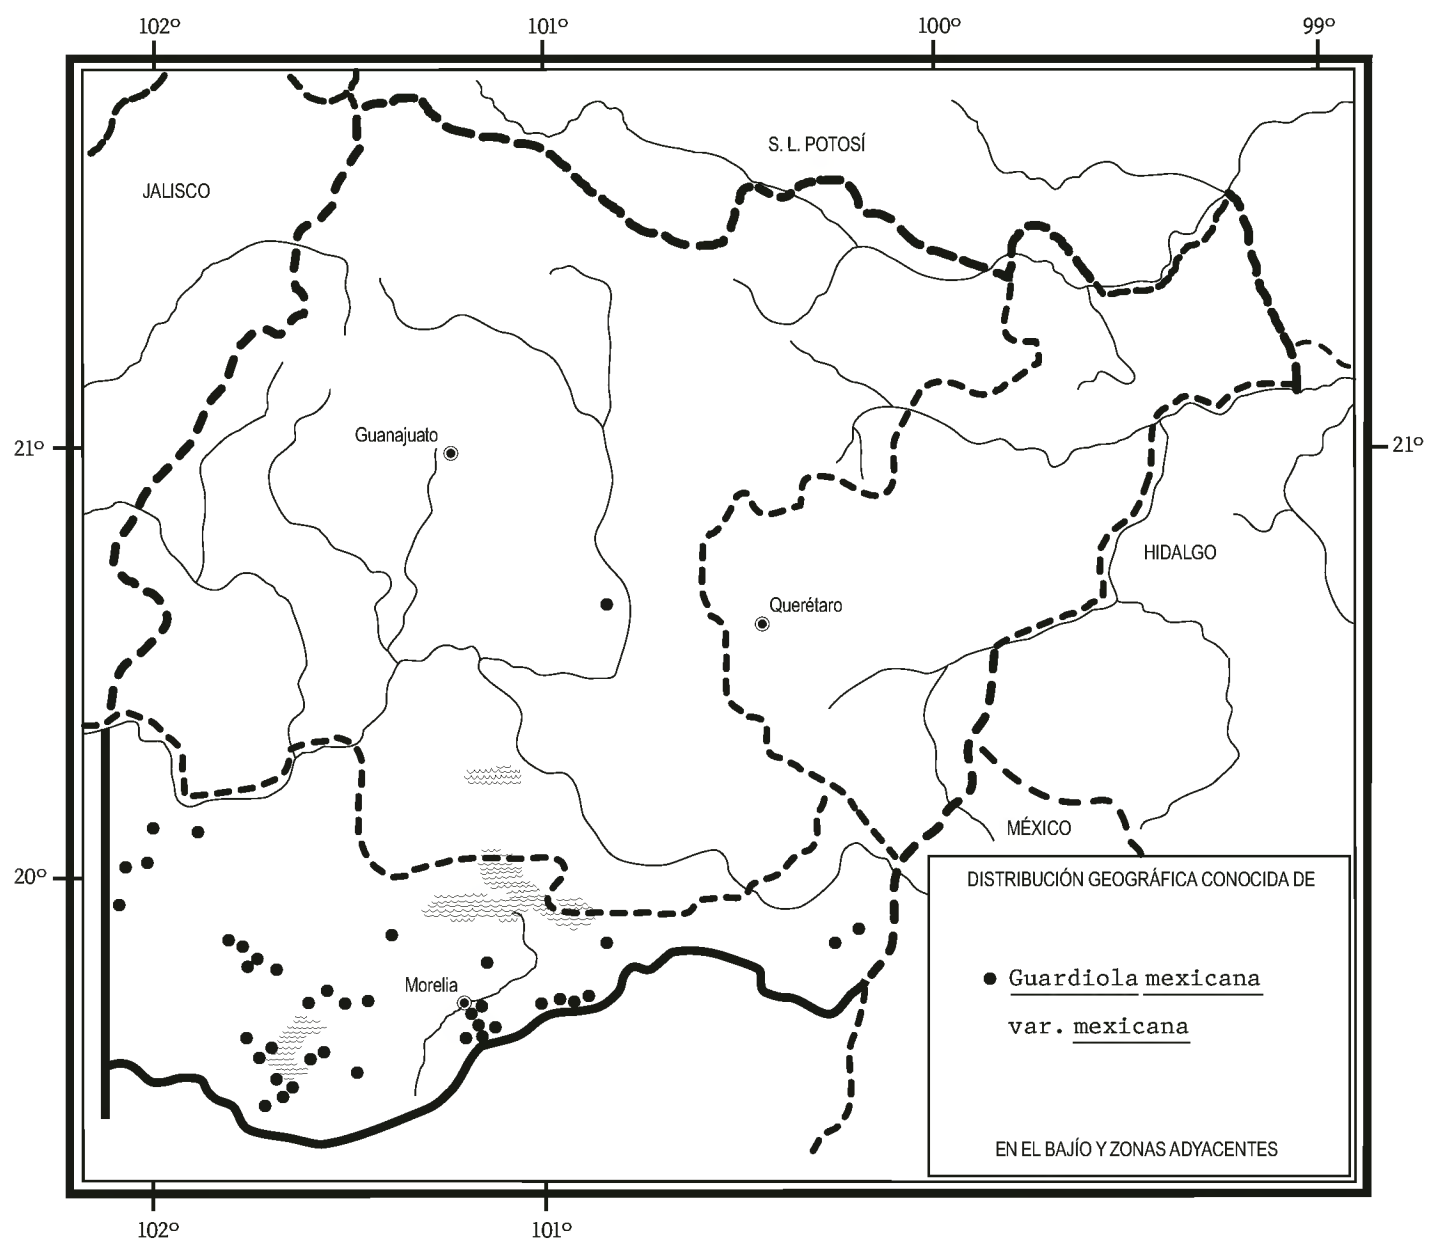 102º 101º 100º 99º
S. L. POTOSÍ
JALISCO
Guanajuato
21º 21º
HIDALGO
Querétaro
MÉXICO
20º
DISTRIBUCIÓN GEOGRÁFICA CONOCIDA DE
Guardiola mexicana
Morelia
var. mexicana
EN EL BAJÍO Y ZONAS ADYACENTES
102º 101º